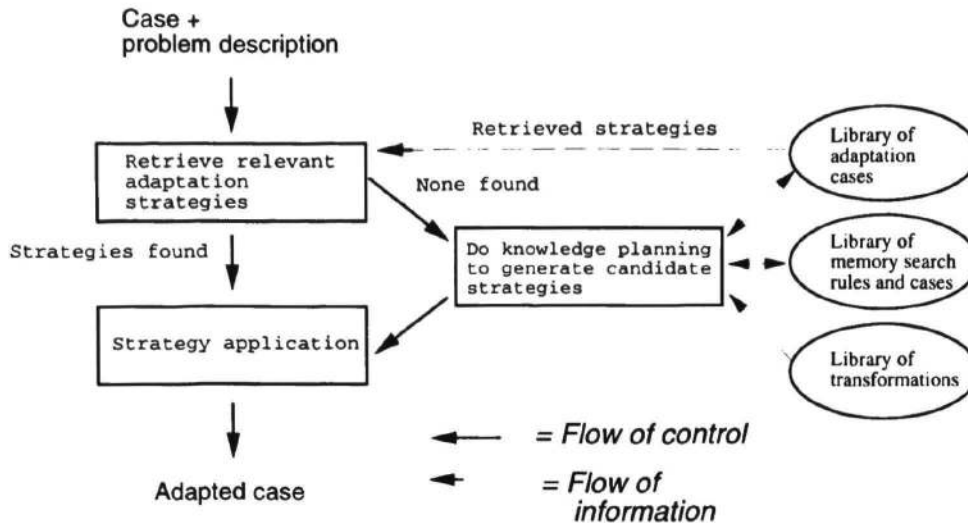 Case +
problem description
Retrieved strategies
Library of
adaptation
cases
Retrieve relevant
adaptation
strategies
None found
Strategies found
Do knowledge planning
to generate candidate
strategies
Library of
memory search
rules and cases
Strategy application
Library of
transformations
= Flow of control
Adapted case
= Flow of
information